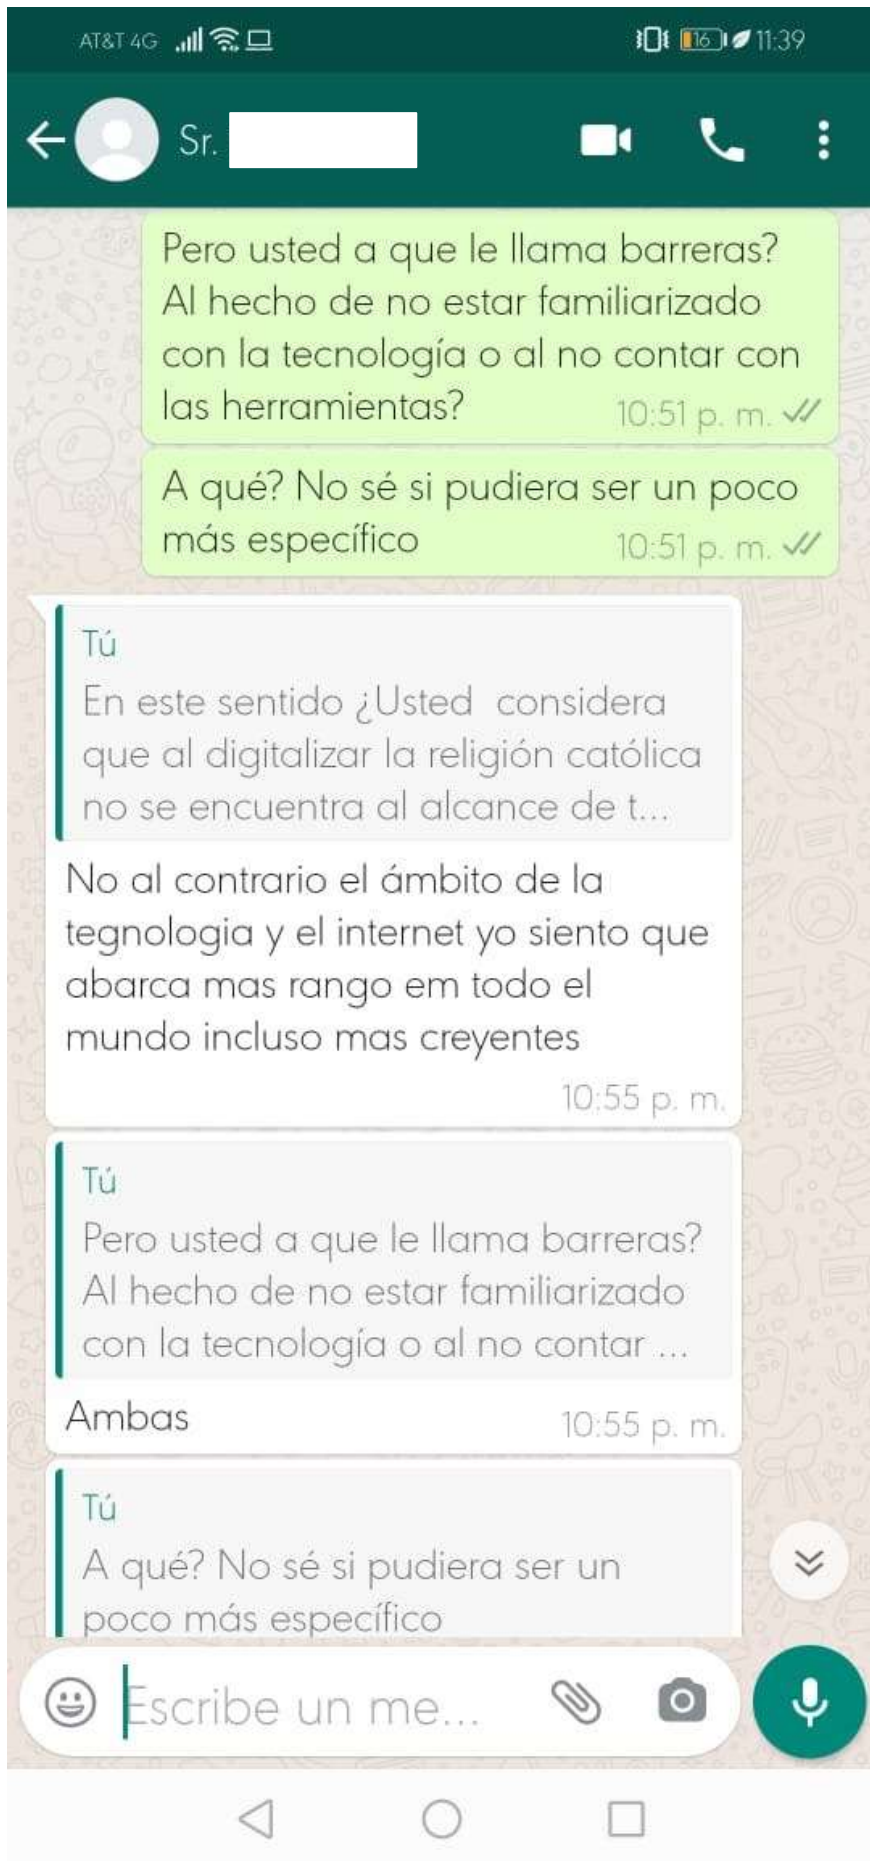 AT&T 4G 16 11:39
Sr.
Pero usted a que le llama barreras?
Al hecho de no estar familiarizado
con la tecnología o al no contar con
las herramientas? 10:51 p. m.
A qué? No sé si pudiera ser un poco
más específico 10:51 p. m.
Tú
En este sentido ¿Usted considera
que al digitalizar la religión católica
no se encuentra al alcance de t...
No al contrario el ámbito de la
tegnologia y el internet yo siento que
abarca mas rango em todo el
mundo incluso mas creyentes
10:55 p. m.
Tú
Pero usted a que le llama barreras?
Al hecho de no estar familiarizado
con la tecnología o al no contar ...
Ambas 10:55 p. m.
Tú
A qué? No sé si pudiera ser un
poco más específico
Escribe un me...